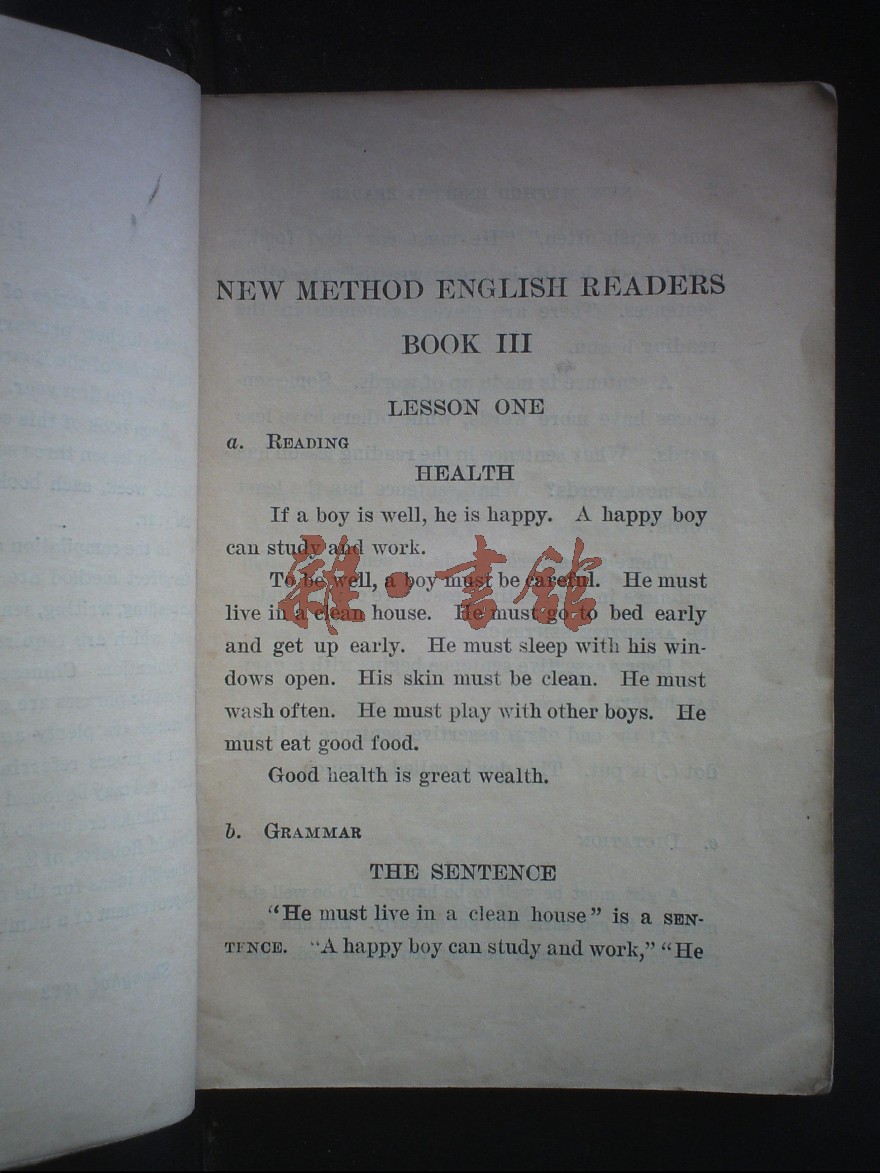 NEW METHOD ENGLISH READERS
BOOK III
LESSON ONE
a. READING
HEALTH
If a boy is well, he is happy. A happy boy
can study and work.
To be well, a boy must be careful. He must
live in a clean house. He must go to bed early
and get up early. He must sleep with his win-
dows open. His skin must be clean. He must
wash often. He must play with other boys. He
must eat good food.
Good health is great wealth.
b. GRAMMAR
THE SENTENCE
“He must live in a clean house” is a SEN-
TENCE. “A happy boy can study and work,” “He
雜·書館